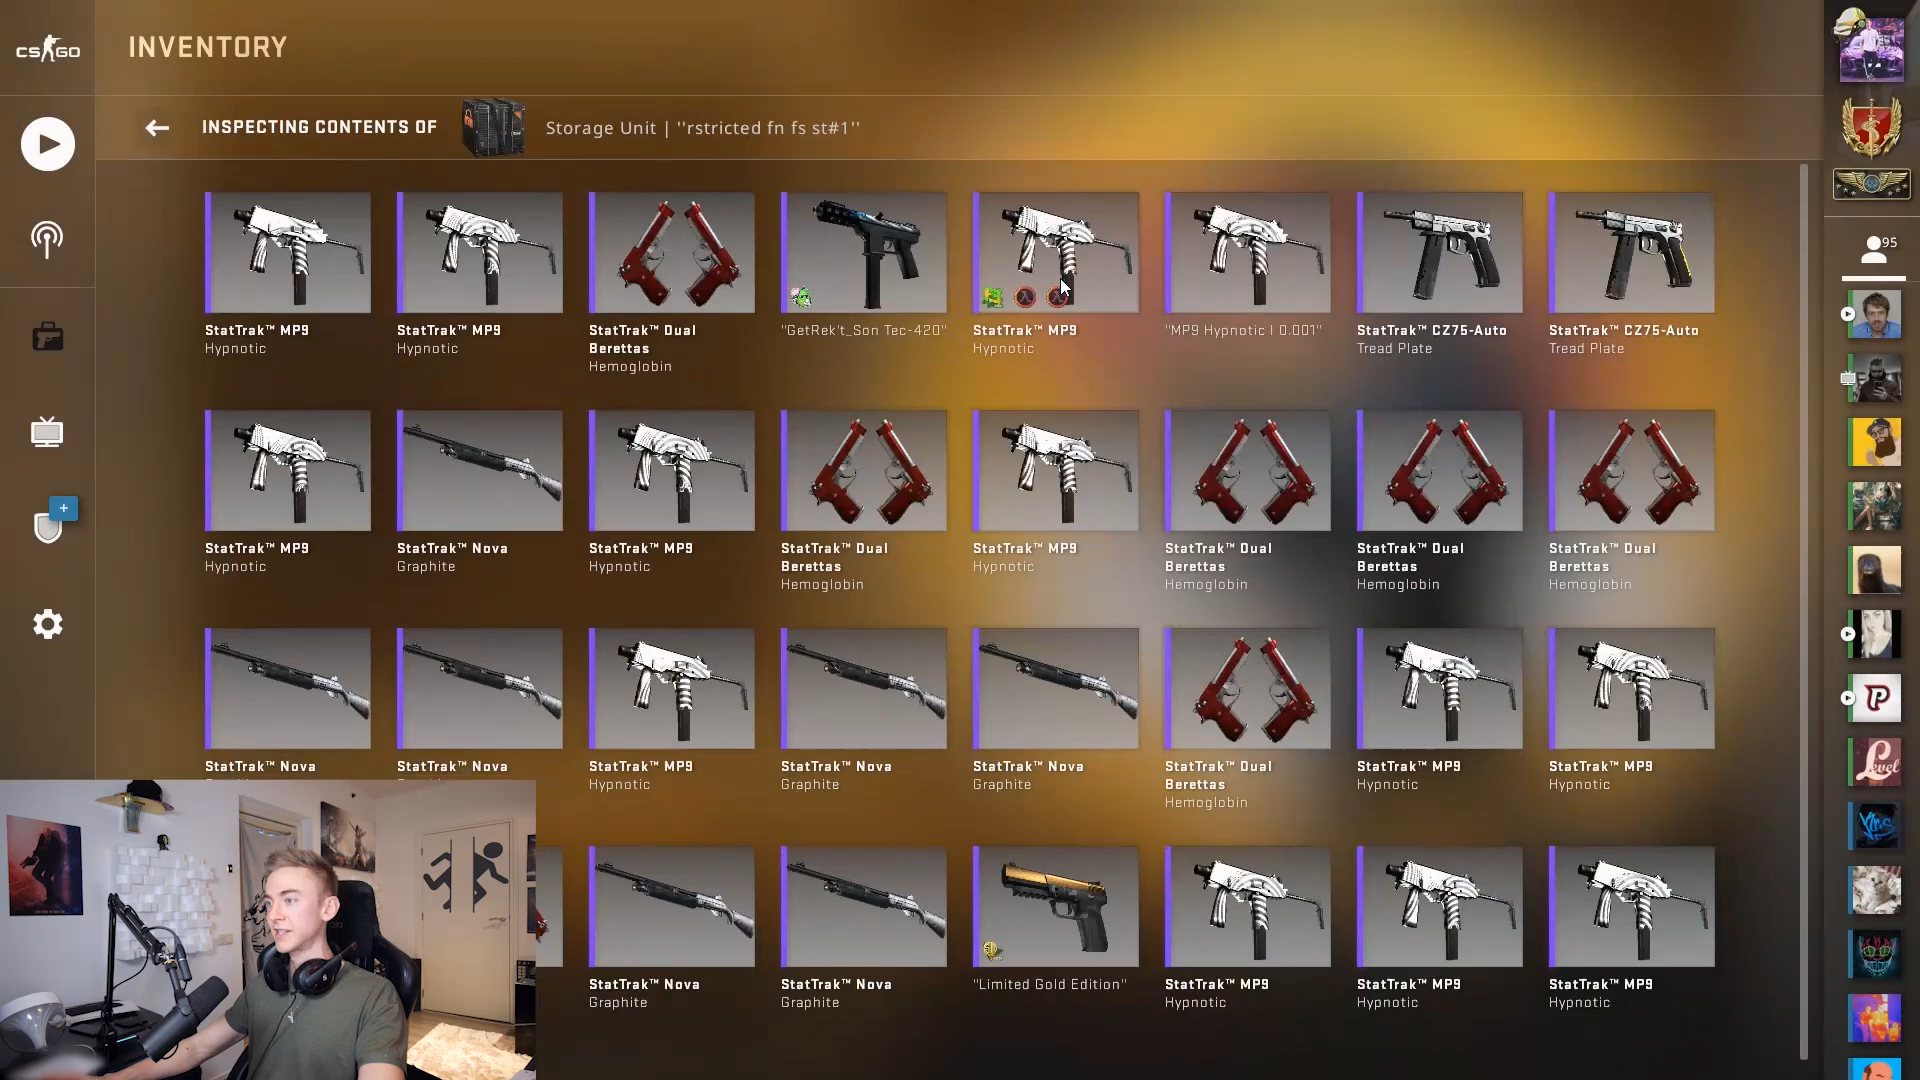 CS GO
INVENTORY
INSPECTING CONTENTS OF
Storage Unit | ''rstricted fn fs st#1''
95
StatTrak™ MP9
Hypnotic
StatTrak™ MP9
Hypnotic
StatTrak™ Dual
Berettas
Hemoglobin
"GetRek't_Son Tec-420"
StatTrak™ MP9
Hypnotic
"MP9 Hypnotic I 0.001"
StatTrak™ CZ75-Auto
Tread Plate
StatTrak™ CZ75-Auto
Tread Plate
StatTrak™ MP9
Hypnotic
StatTrak™ Nova
Graphite
StatTrak™ MP9
Hypnotic
StatTrak™ Dual
Berettas
Hemoglobin
StatTrak™ MP9
Hypnotic
StatTrak™ Dual
Berettas
Hemoglobin
StatTrak™ Dual
Berettas
Hemoglobin
StatTrak™ Dual
Berettas
Hemoglobin
StatTrak™ Nova
StatTrak™ Nova
StatTrak™ MP9
Hypnotic
StatTrak™ Nova
Graphite
StatTrak™ Nova
Graphite
StatTrak™ Dual
Berettas
Hemoglobin
StatTrak™ MP9
Hypnotic
StatTrak™ MP9
Hypnotic
StatTrak™ Nova
Graphite
StatTrak™ Nova
Graphite
"Limited Gold Edition"
StatTrak™ MP9
Hypnotic
StatTrak™ MP9
Hypnotic
StatTrak™ MP9
Hypnotic
P
Level